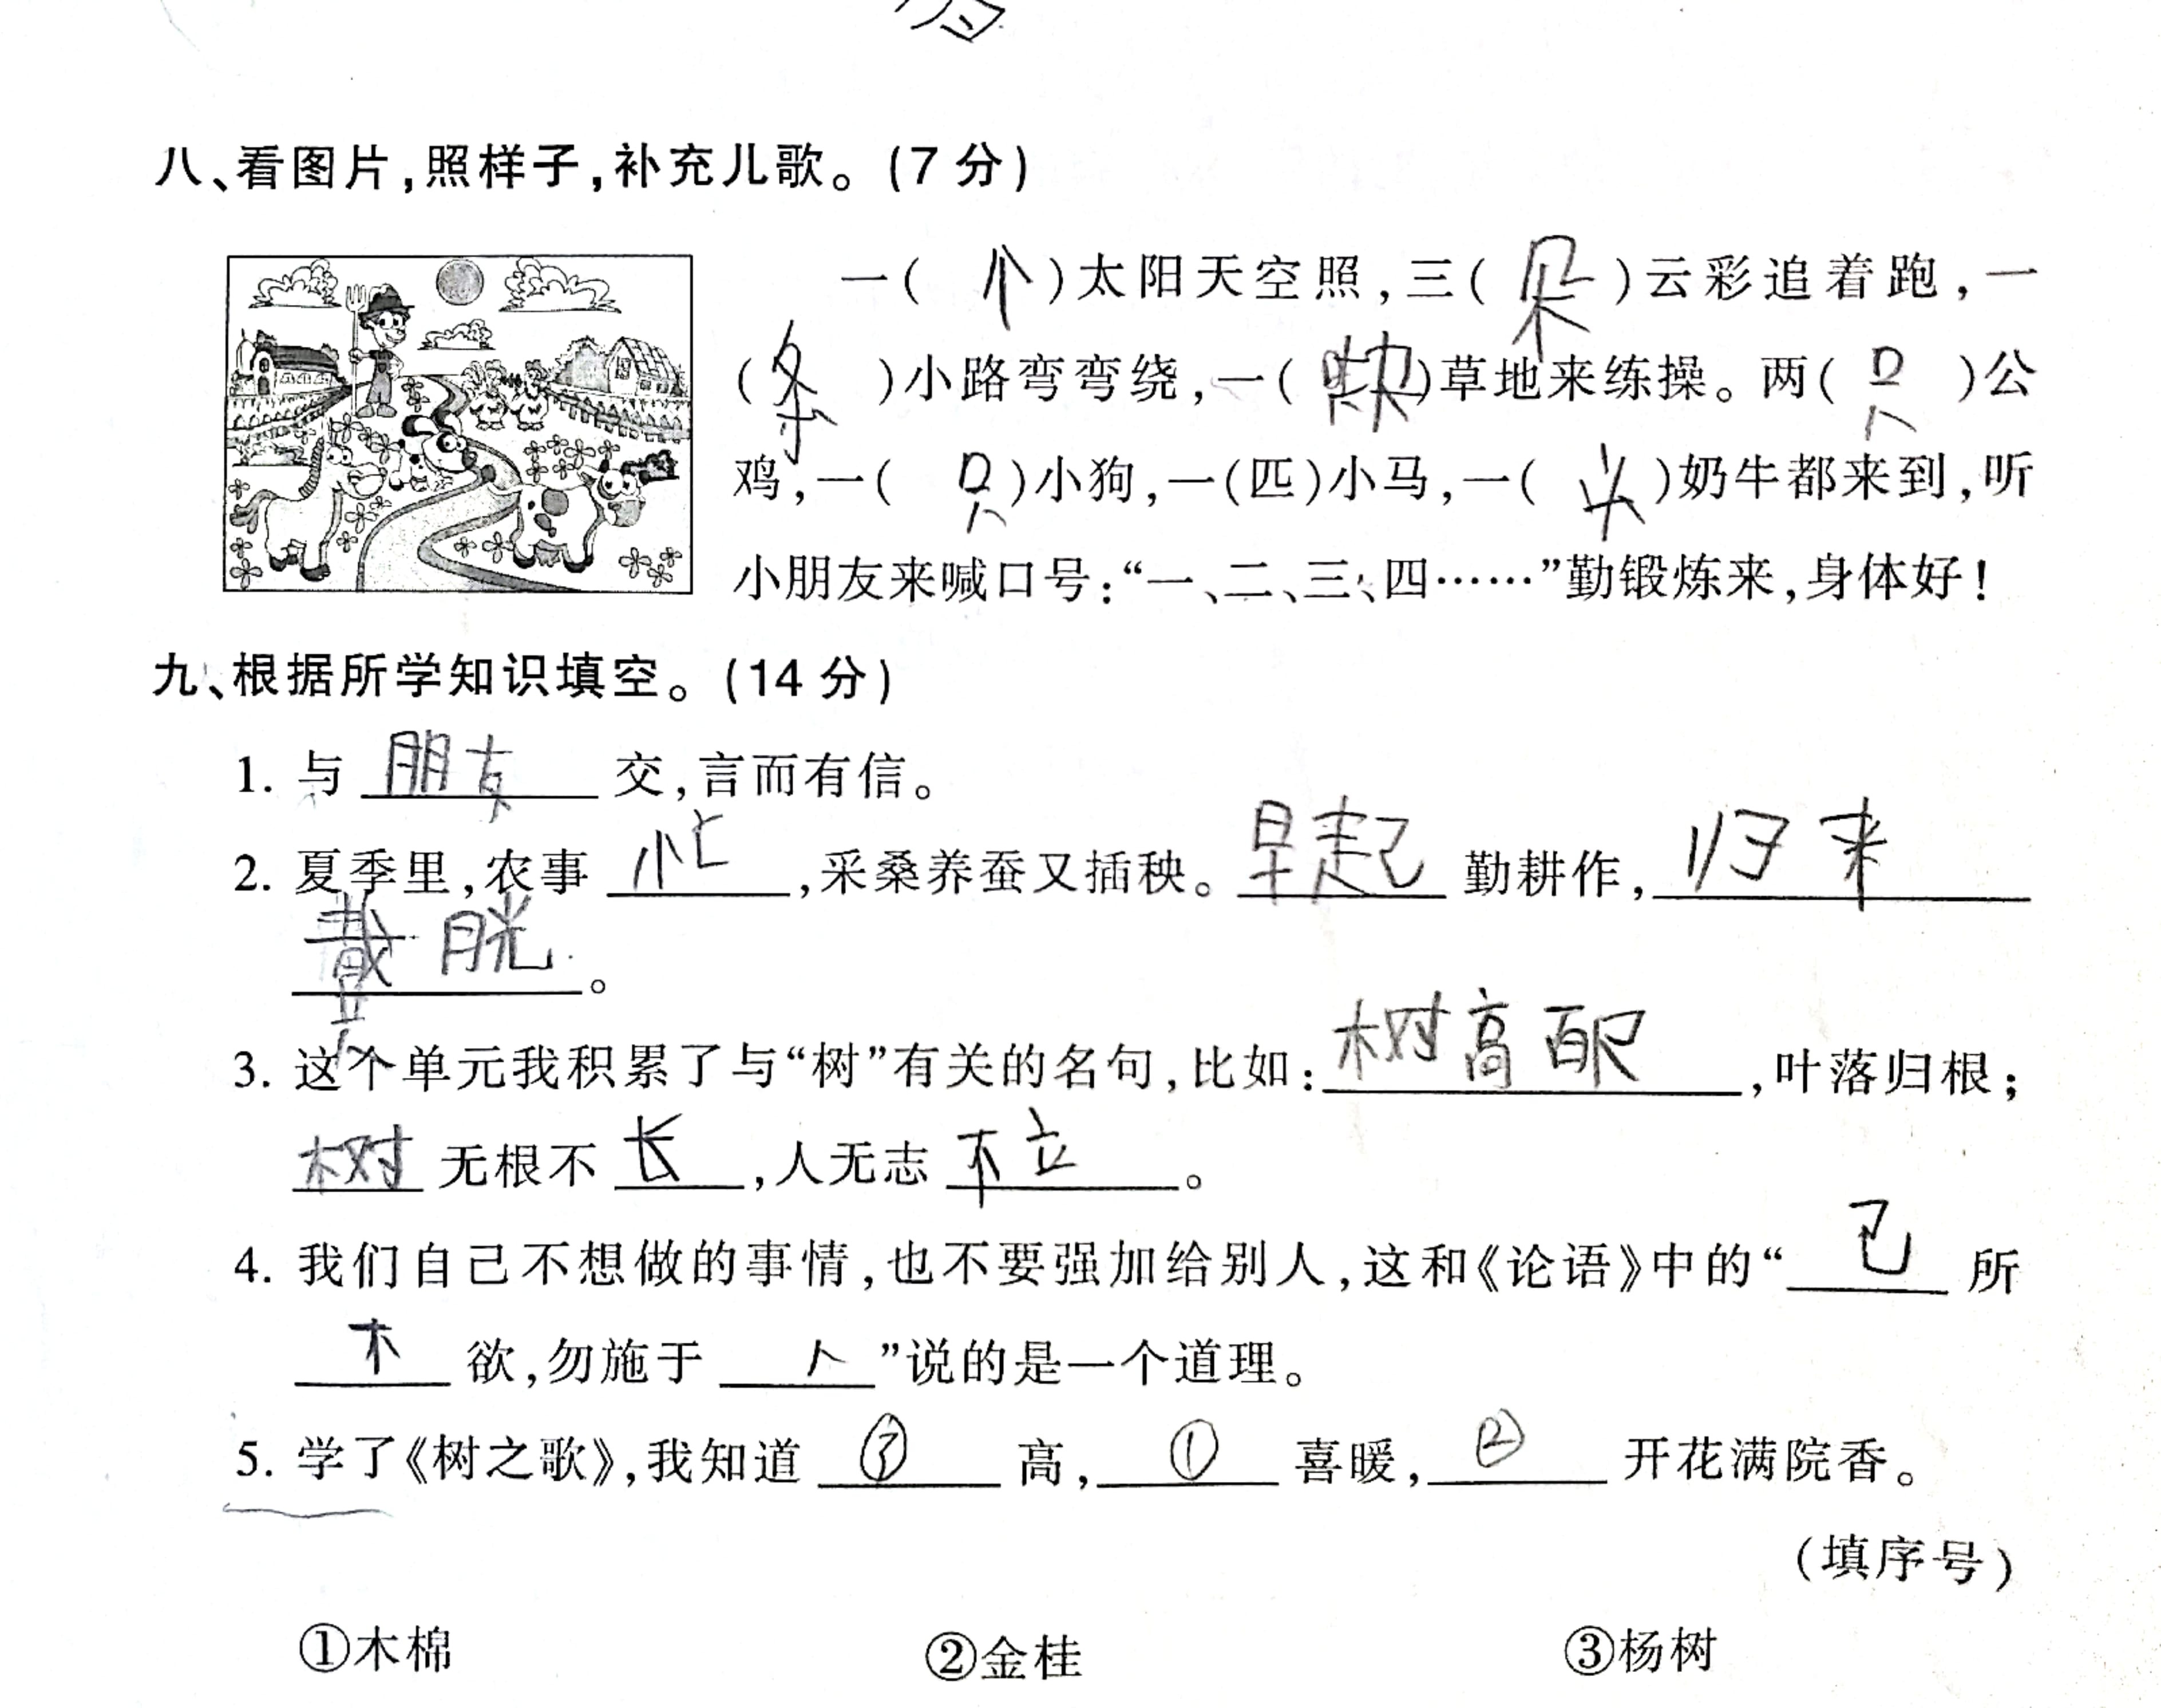 八、看图片,照样子,补充儿歌。(7 分)
一( 个 )太阳天空照,三( 朵 )云彩追着跑,一
( 条 )小路弯弯绕,一( 块 )草地来练操。两( 只 )公
鸡,一( 只 )小狗,一(匹)小马,一( 头 )奶牛都来到,听
小朋友来喊口号:“一、二、三、四……”勤锻炼来,身体好!
九、根据所学知识填空。(14 分)
1. 与 朋友 交,言而有信。
2. 夏季里,农事 忙 ,采桑养蚕又插秧。 早起 勤耕作, 归来
戴月光 。
3. 这个单元我积累了与“树”有关的名句,比如: 树高百尺 ,叶落归根;
树 无根不 长 ,人无志 不立 。
4. 我们自己不想做的事情,也不要强加给别人,这和《论语》中的“ 己 所
不 欲,勿施于 人 ”说的是一个道理。
5. 学了《树之歌》,我知道 ③ 高, ① 喜暖, ② 开花满院香。
(填序号)
①木棉 ②金桂 ③杨树